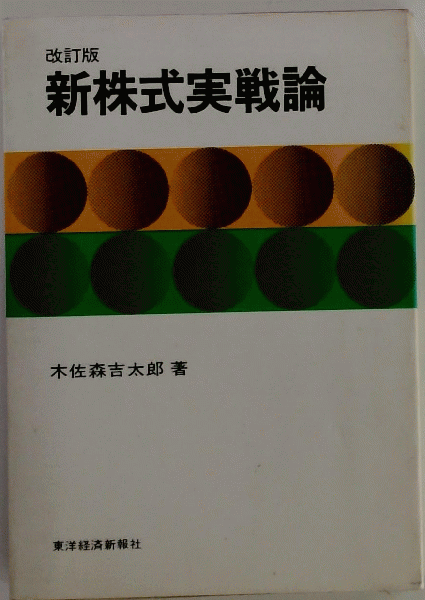 改訂版
新株式実戦論
木佐森吉太郎 著
東洋経済新報社